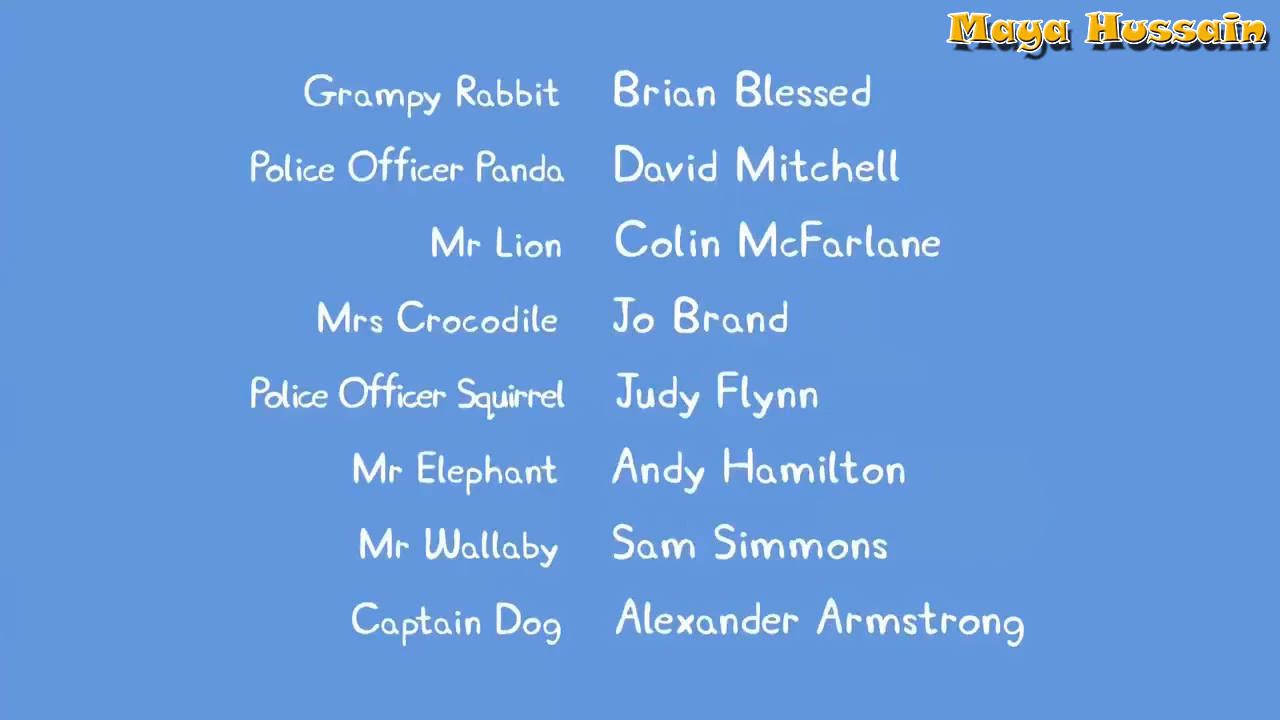 Maya Hussain
Grampy Rabbit Brian Blessed
Police Officer Panda David Mitchell
Mr Lion Colin McFarlane
Mrs Crocodile Jo Brand
Police Officer Squirrel Judy Flynn
Mr Elephant Andy Hamilton
Mr Wallaby Sam Simmons
Captain Dog Alexander Armstrong